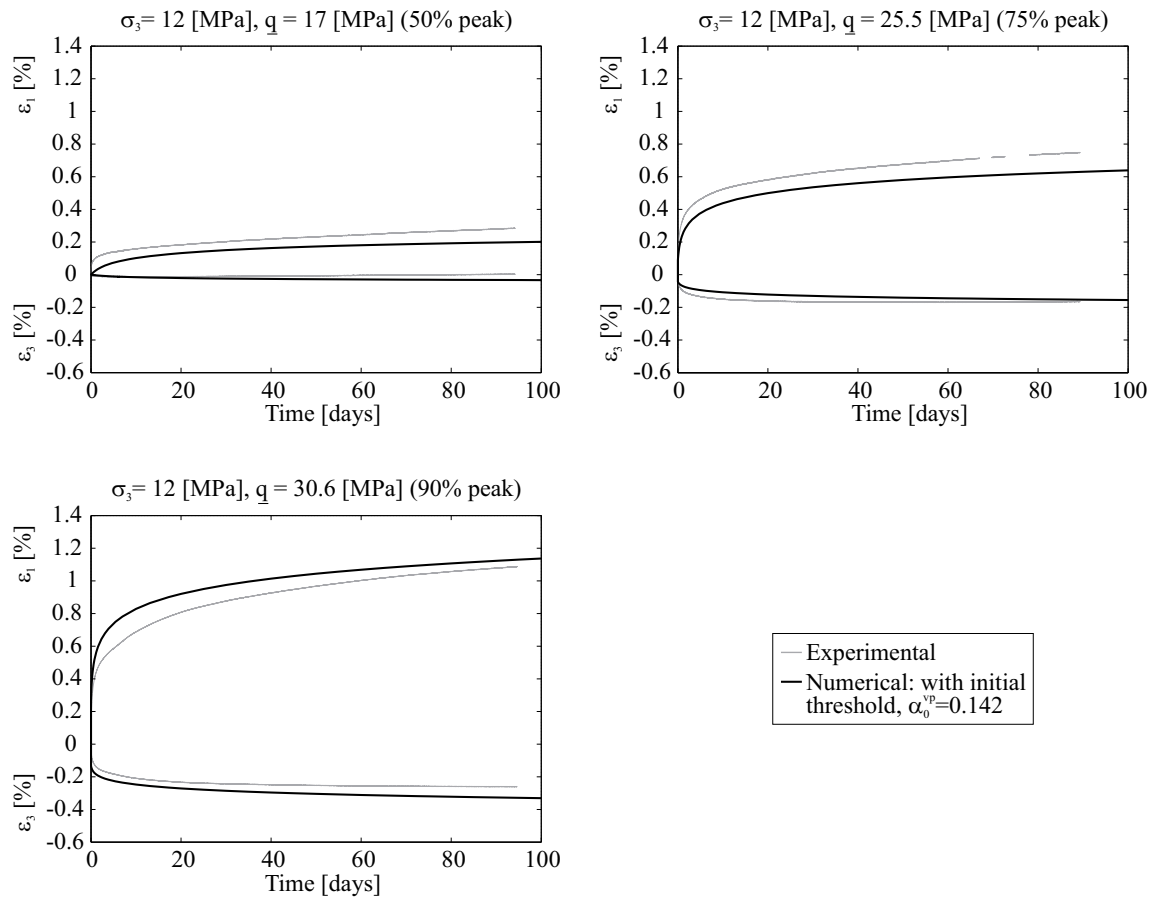 σ₃= 12 [MPa], q = 17 [MPa] (50% peak)
1.4
1.2
1
0.8
0.6
0.4
0.2
0
-0.2
-0.4
-0.6
ε₁ [%]
ε₃ [%]
0 20 40 60 80 100
Time [days]
σ₃= 12 [MPa], q = 25.5 [MPa] (75% peak)
1.4
1.2
1
0.8
0.6
0.4
0.2
0
-0.2
-0.4
-0.6
ε₁ [%]
ε₃ [%]
0 20 40 60 80 100
Time [days]
σ₃= 12 [MPa], q = 30.6 [MPa] (90% peak)
1.4
1.2
1
0.8
0.6
0.4
0.2
0
-0.2
-0.4
-0.6
ε₁ [%]
ε₃ [%]
0 20 40 60 80 100
Time [days]
Experimental
Numerical: with initial
threshold, α₀ᵛᵖ=0.142